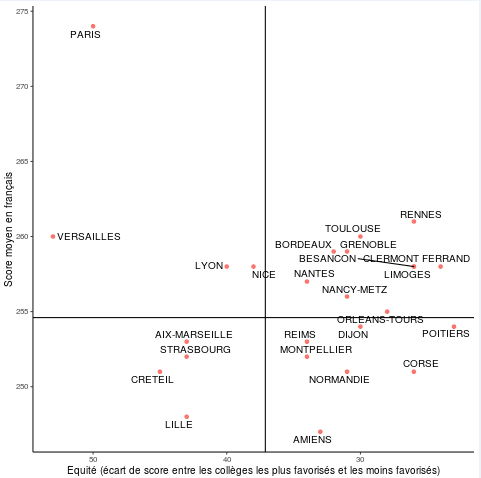 275
PARIS
270
265
RENNES
TOULOUSE
260
VERSAILLES
BORDEAUX
GRENOBLE
BESANCON
CLERMONT FERRAND
LYON
NICE
NANTES
LIMOGES
NANCY-METZ
255
ORLEANS-TOURS
AIX-MARSEILLE
REIMS
DIJON
POITIERS
STRASBOURG
MONTPELLIER
CORSE
CRETEIL
NORMANDIE
250
LILLE
AMIENS
Score moyen en français
50
40
30
Equité (écart de score entre les collèges les plus favorisés et les moins favorisés)